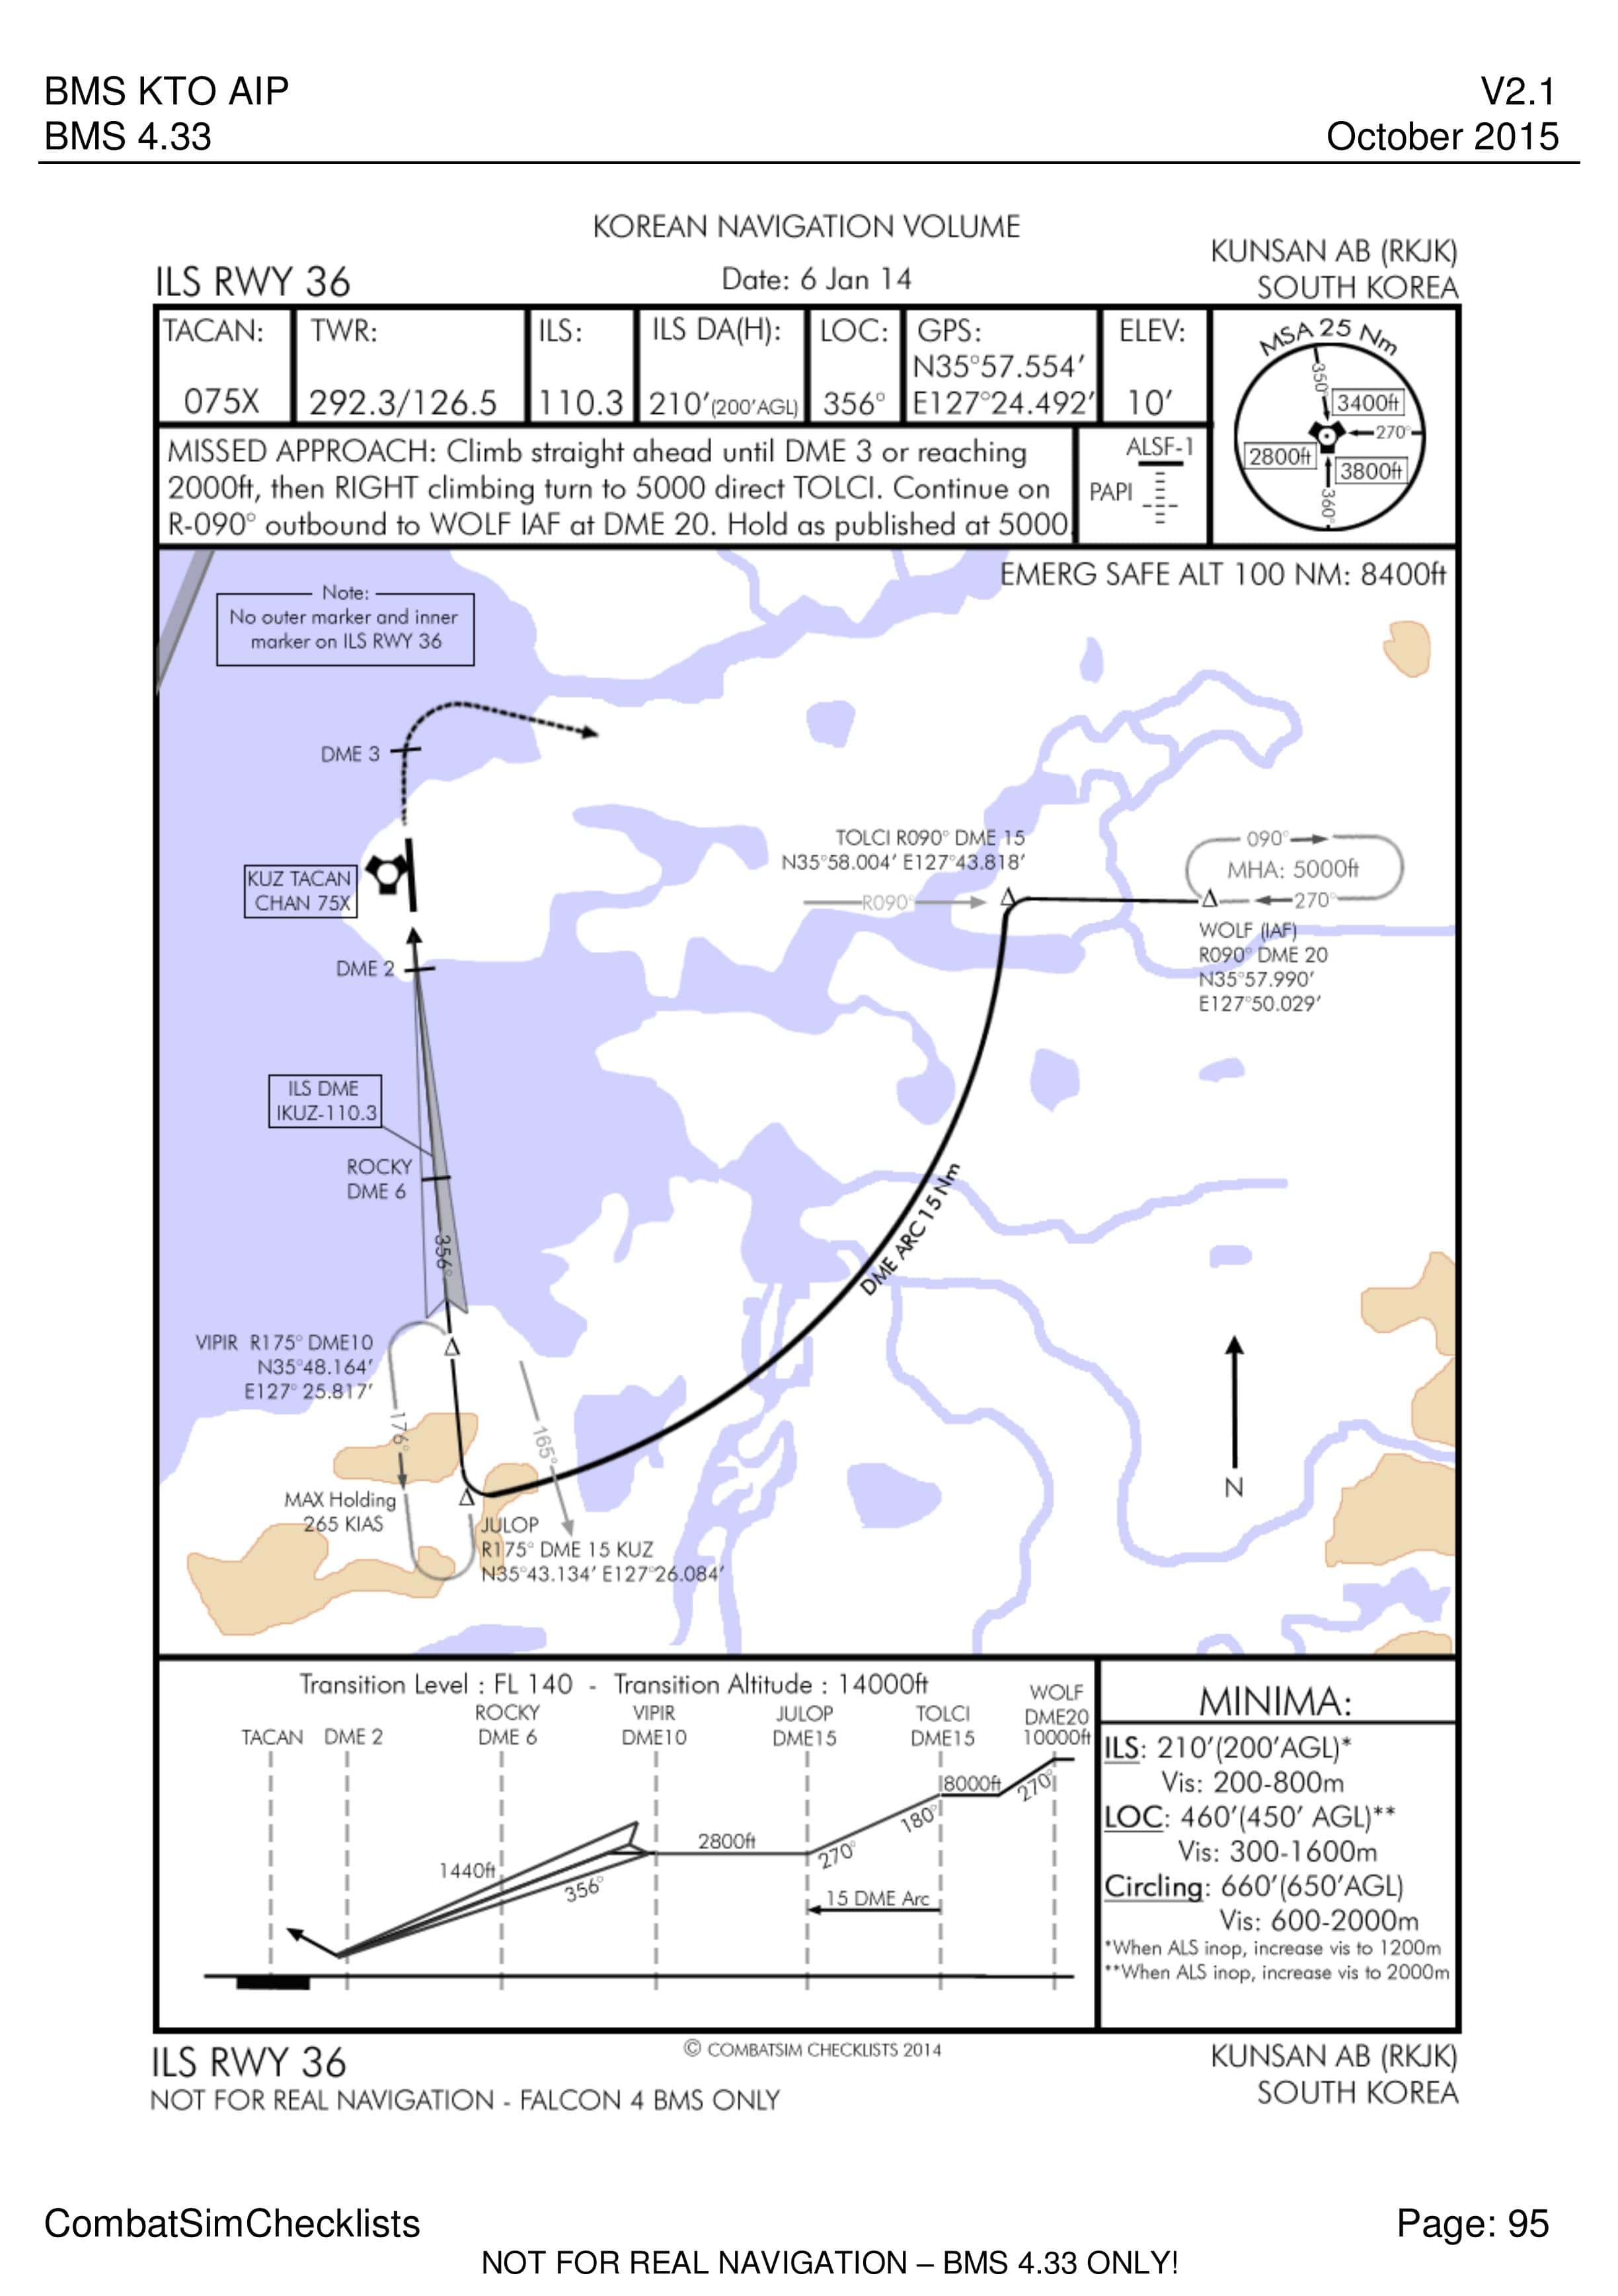 BMS KTO AIP
V2.1
BMS 4.33
October 2015
KOREAN NAVIGATION VOLUME
KUNSAN AB (RKJK)
ILS RWY 36
Date: 6 Jan 14
SOUTH KOREA
TACAN:
075X
TWR:
292.3/126.5
ILS:
110.3
ILS DA(H):
210'(200'AGL)
LOC:
356°
GPS:
N35°57.554'
E127°24.492'
ELEV:
10'
MSA 25 Nm
350°
3400ft
270°
2800ft
3800ft
360°
MISSED APPROACH: Climb straight ahead until DME 3 or reaching
2000ft, then RIGHT climbing turn to 5000 direct TOLCI. Continue on
R-090° outbound to WOLF IAF at DME 20. Hold as published at 5000
ALSF-1
PAPI
EMERG SAFE ALT 100 NM: 8400ft
Note:
No outer marker and inner
marker on ILS RWY 36
DME 3
TOLCI R090° DME 15
N35°58.004' E127°43.818'
R090°
090°
MHA: 5000ft
270°
KUZ TACAN
CHAN 75X
WOLF (IAF)
R090° DME 20
N35°57.990'
E127°50.029'
DME 2
ILS DME
IKUZ-110.3
ROCKY
DME 6
356°
DME ARC 15 Nm
VIPIR R175° DME10
N35°48.164'
E127° 25.817'
176°
165°
MAX Holding
265 KIAS
JULOP
R175° DME 15 KUZ
N35°43.134' E127°26.084'
N
Transition Level : FL 140 - Transition Altitude : 14000ft
TACAN
DME 2
ROCKY
DME 6
VIPIR
DME10
JULOP
DME15
TOLCI
DME15
WOLF
DME20
10000ft
8000ft
270°
180°
2800ft
270°
1440ft
356°
15 DME Arc
MINIMA:
ILS: 210'(200'AGL)*
Vis: 200-800m
LOC: 460'(450' AGL)**
Vis: 300-1600m
Circling: 660'(650'AGL)
Vis: 600-2000m
*When ALS inop, increase vis to 1200m
**When ALS inop, increase vis to 2000m
ILS RWY 36
© COMBATSIM CHECKLISTS 2014
KUNSAN AB (RKJK)
NOT FOR REAL NAVIGATION - FALCON 4 BMS ONLY
SOUTH KOREA
CombatSimChecklists
Page: 95
NOT FOR REAL NAVIGATION – BMS 4.33 ONLY!